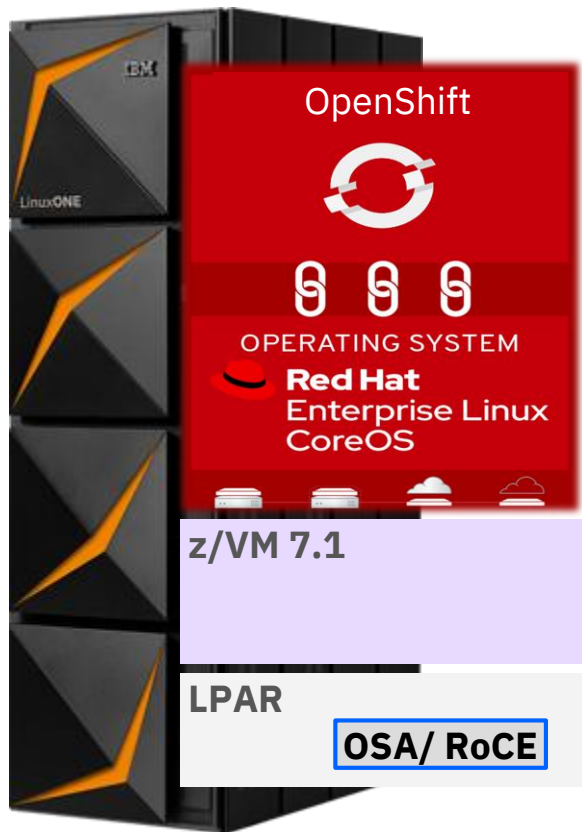 IBM
LinuxONE
OpenShift
OPERATING SYSTEM
Red Hat
Enterprise Linux
CoreOS
z/VM 7.1
LPAR
OSA/ RoCE